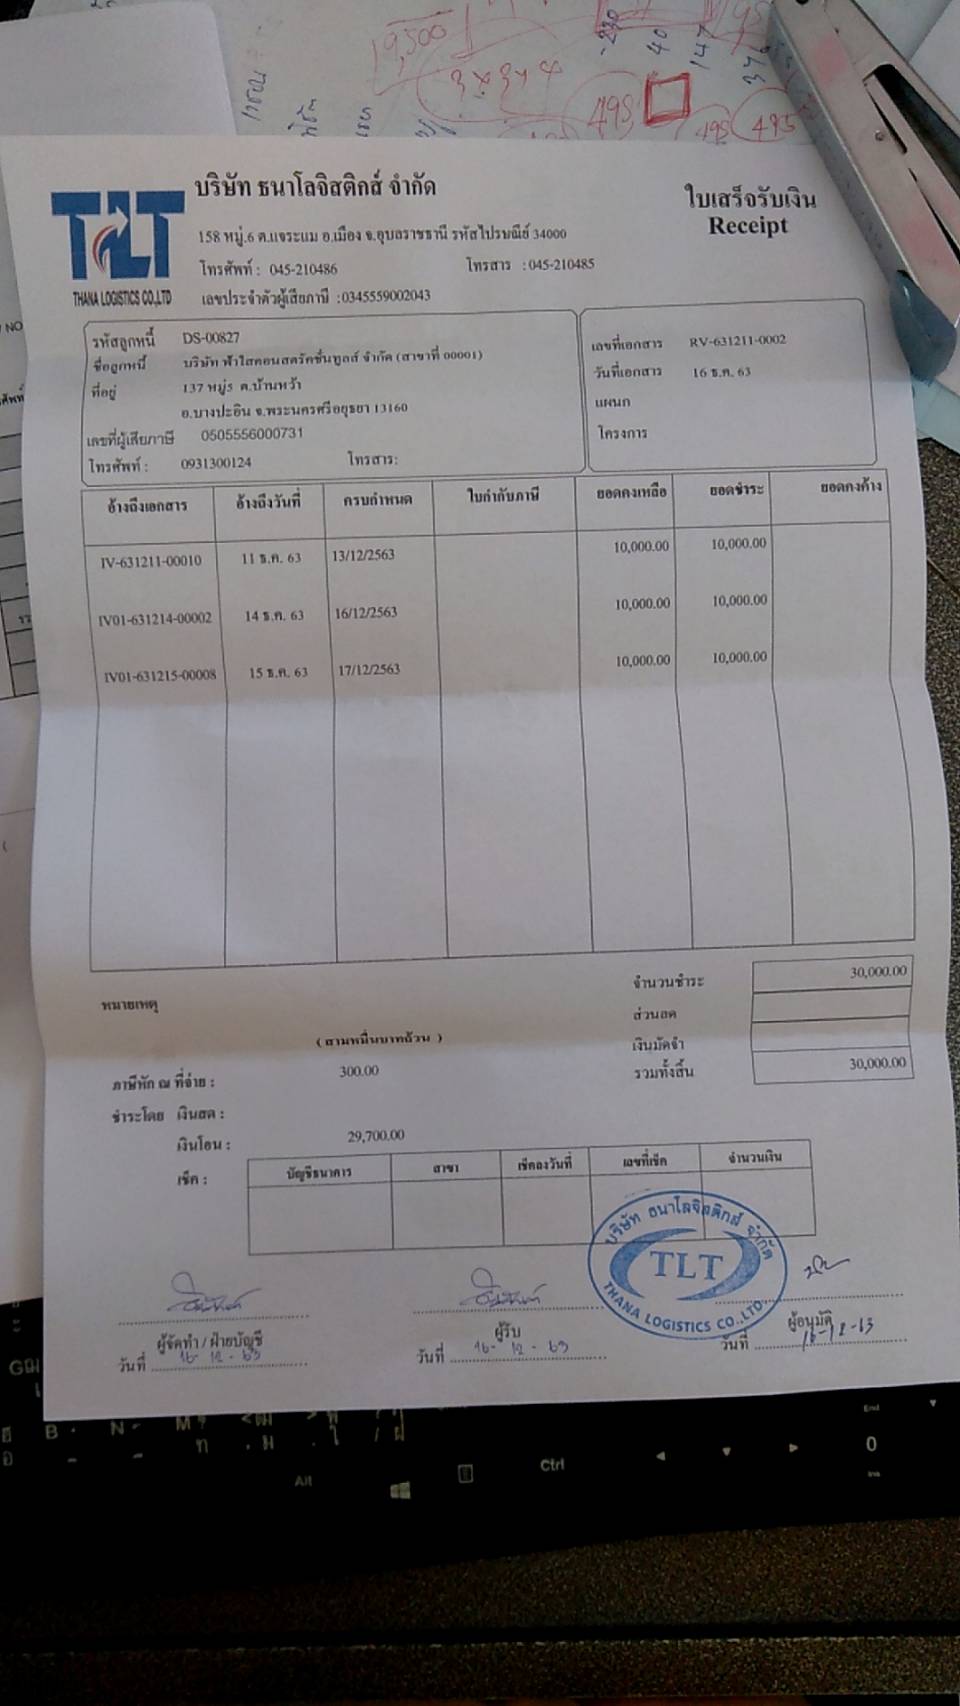 19,500
3 x 3 x 4
495
495
495
-230
40
147
บริษัท ธนาโลจิสติกส์ จำกัด
ใบเสร็จรับเงิน
Receipt
TLT
THANA LOGISTICS CO.,LTD
158 หมู่.6 ต.แจระแม อ.เมือง จ.อุบลราชธานี รหัสไปรษณีย์ 34000
โทรศัพท์ : 045-210486 โทรสาร : 045-210485
เลขประจำตัวผู้เสียภาษี :0345559002043
รหัสลูกหนี้ DS-00827
ชื่อลูกหนี้ บริษัท ฟ้าใสคอนสตรัคชั่นทูลส์ จำกัด (สาขาที่ 00001)
ที่อยู่ 137 หมู่5 ต.บ้านหว้า
อ.บางปะอิน จ.พระนครศรีอยุธยา 13160
เลขที่ผู้เสียภาษี 0505556000731
โทรศัพท์ : 0931300124 โทรสาร:
เลขที่เอกสาร RV-631211-0002
วันที่เอกสาร 16 ธ.ค. 63
แผนก
โครงการ
อ้างถึงเอกสาร อ้างถึงวันที่ ครบกำหนด ใบกำกับภาษี ยอดคงเหลือ ยอดชำระ ยอดคงค้าง
IV-631211-00010 11 ธ.ค. 63 13/12/2563 10,000.00 10,000.00
IV01-631214-00002 14 ธ.ค. 63 16/12/2563 10,000.00 10,000.00
IV01-631215-00008 15 ธ.ค. 63 17/12/2563 10,000.00 10,000.00
หมายเหตุ
จำนวนชำระ 30,000.00
ส่วนลด
( สามหมื่นบาทถ้วน )
เงินมัดจำ
รวมทั้งสิ้น 30,000.00
ภาษีหัก ณ ที่จ่าย : 300.00
ชำระโดย เงินสด :
เงินโอน : 29,700.00
เช็ค :
บัญชีธนาคาร สาขา เช็คลงวันที่ เลขที่เช็ค จำนวนเงิน
บริษัท ธนาโลจิสติกส์ จำกัด
TLT
THANA LOGISTICS CO.,LTD.
ผู้จัดทำ / ฝ่ายบัญชี
ผู้รับ
ผู้อนุมัติ
วันที่ 16-12-63
วันที่ 16-12-63
วันที่ 16-12-63
B N M
Alt
Ctrl
End
0
Ins